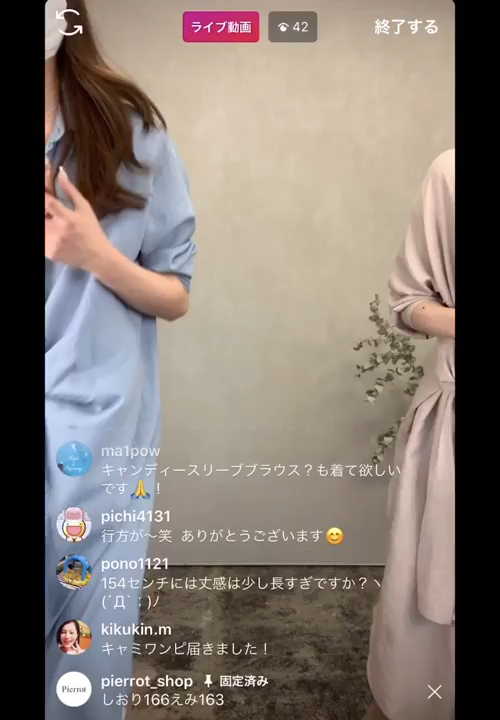 ライブ動画
42
終了する
ma1pow
キャンディースリーブブラウス？も着て欲しい
です🙏！
pichi4131
行方が〜笑 ありがとうございます😊
pono1121
154センチには丈感は少し長すぎですか？ヽ
(´Д｀;)ﾉ
kikukin.m
キャミワンピ届きました！
Pierrot
pierrot_shop 固定済み
しおり166えみ163